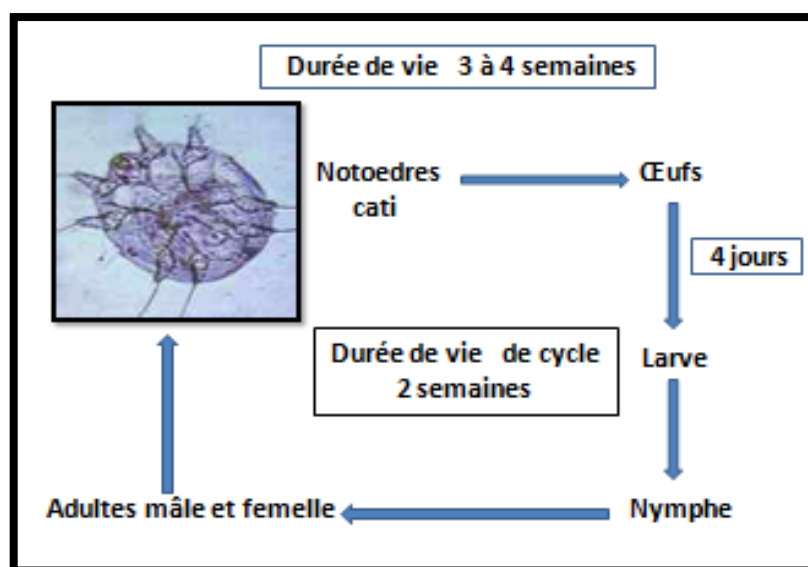 Durée de vie 3 à 4 semaines
Notoedres
cati
Œufs
4 jours
Durée de vie de cycle
2 semaines
Larve
Adultes mâle et femelle
Nymphe